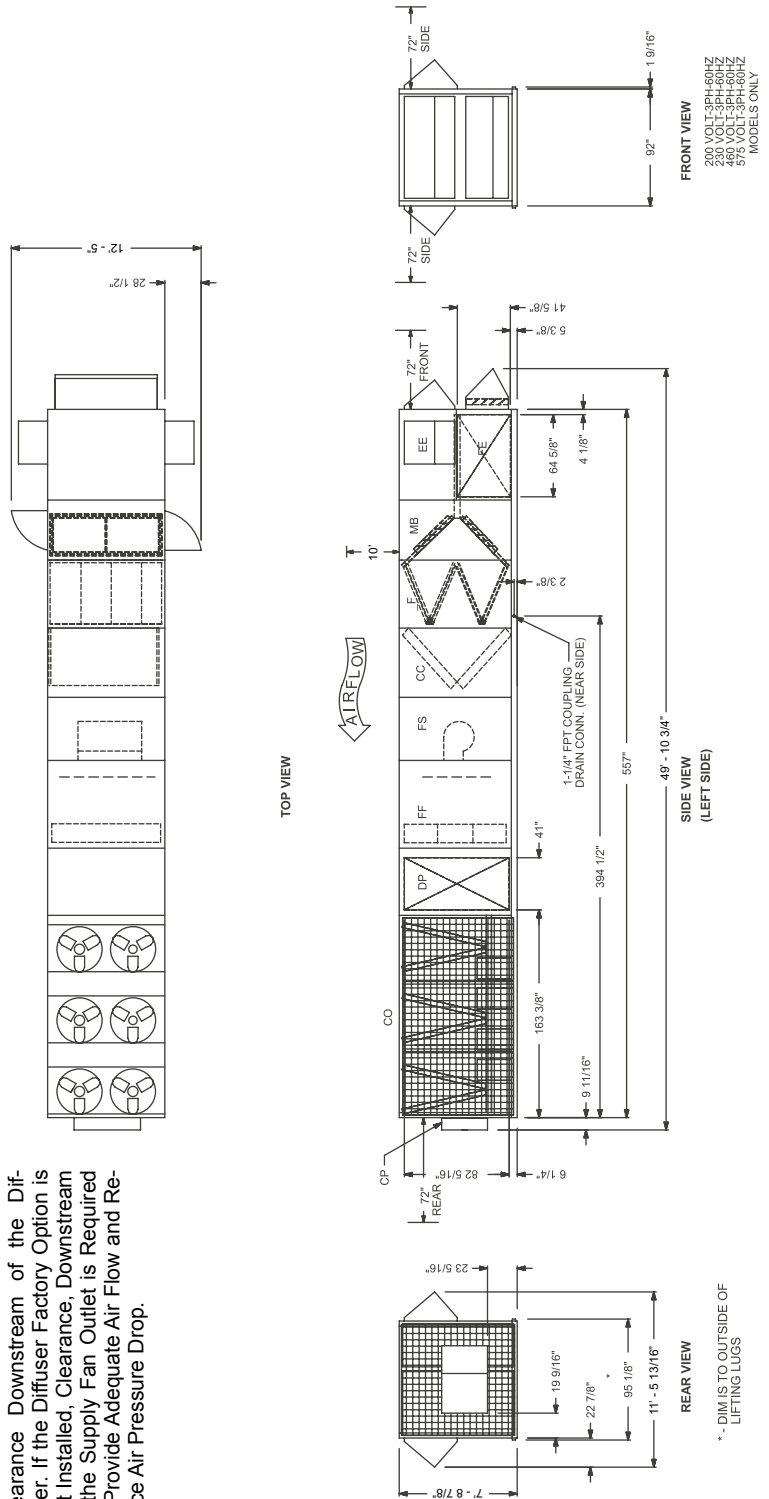 earance Downstream of the Dif-
er. If the Diffuser Factory Option is
t Installed, Clearance, Downstream
the Supply Fan Outlet is Required
Provide Adequate Air Flow and Re-
ce Air Pressure Drop.
12' - 5"
28 1/2"
TOP VIEW
72"
SIDE
72"
SIDE
92"
1 9/16"
FRONT VIEW
200 VOLT-3PH-60HZ
230 VOLT-3PH-60HZ
460 VOLT-3PH-60HZ
575 VOLT-3PH-60HZ
MODELS ONLY
AIRFLOW
10'
72"
FRONT
41 5/8"
5 3/8"
CO
DP
FF
FS
CC
F
MB
EE
FE
CP
72"
REAR
82 5/16"
6 1/4"
9 11/16"
163 3/8"
41"
64 5/8"
4 1/8"
2 3/8"
1-1/4" FPT COUPLING
DRAIN CONN. (NEAR SIDE)
394 1/2"
557"
49' - 10 3/4"
SIDE VIEW
(LEFT SIDE)
23 5/16"
7' - 8 7/8"
19 9/16"
22 7/8"
*
95 1/8"
11' - 5 13/16"
REAR VIEW
* - DIM IS TO OUTSIDE OF
LIFTING LUGS